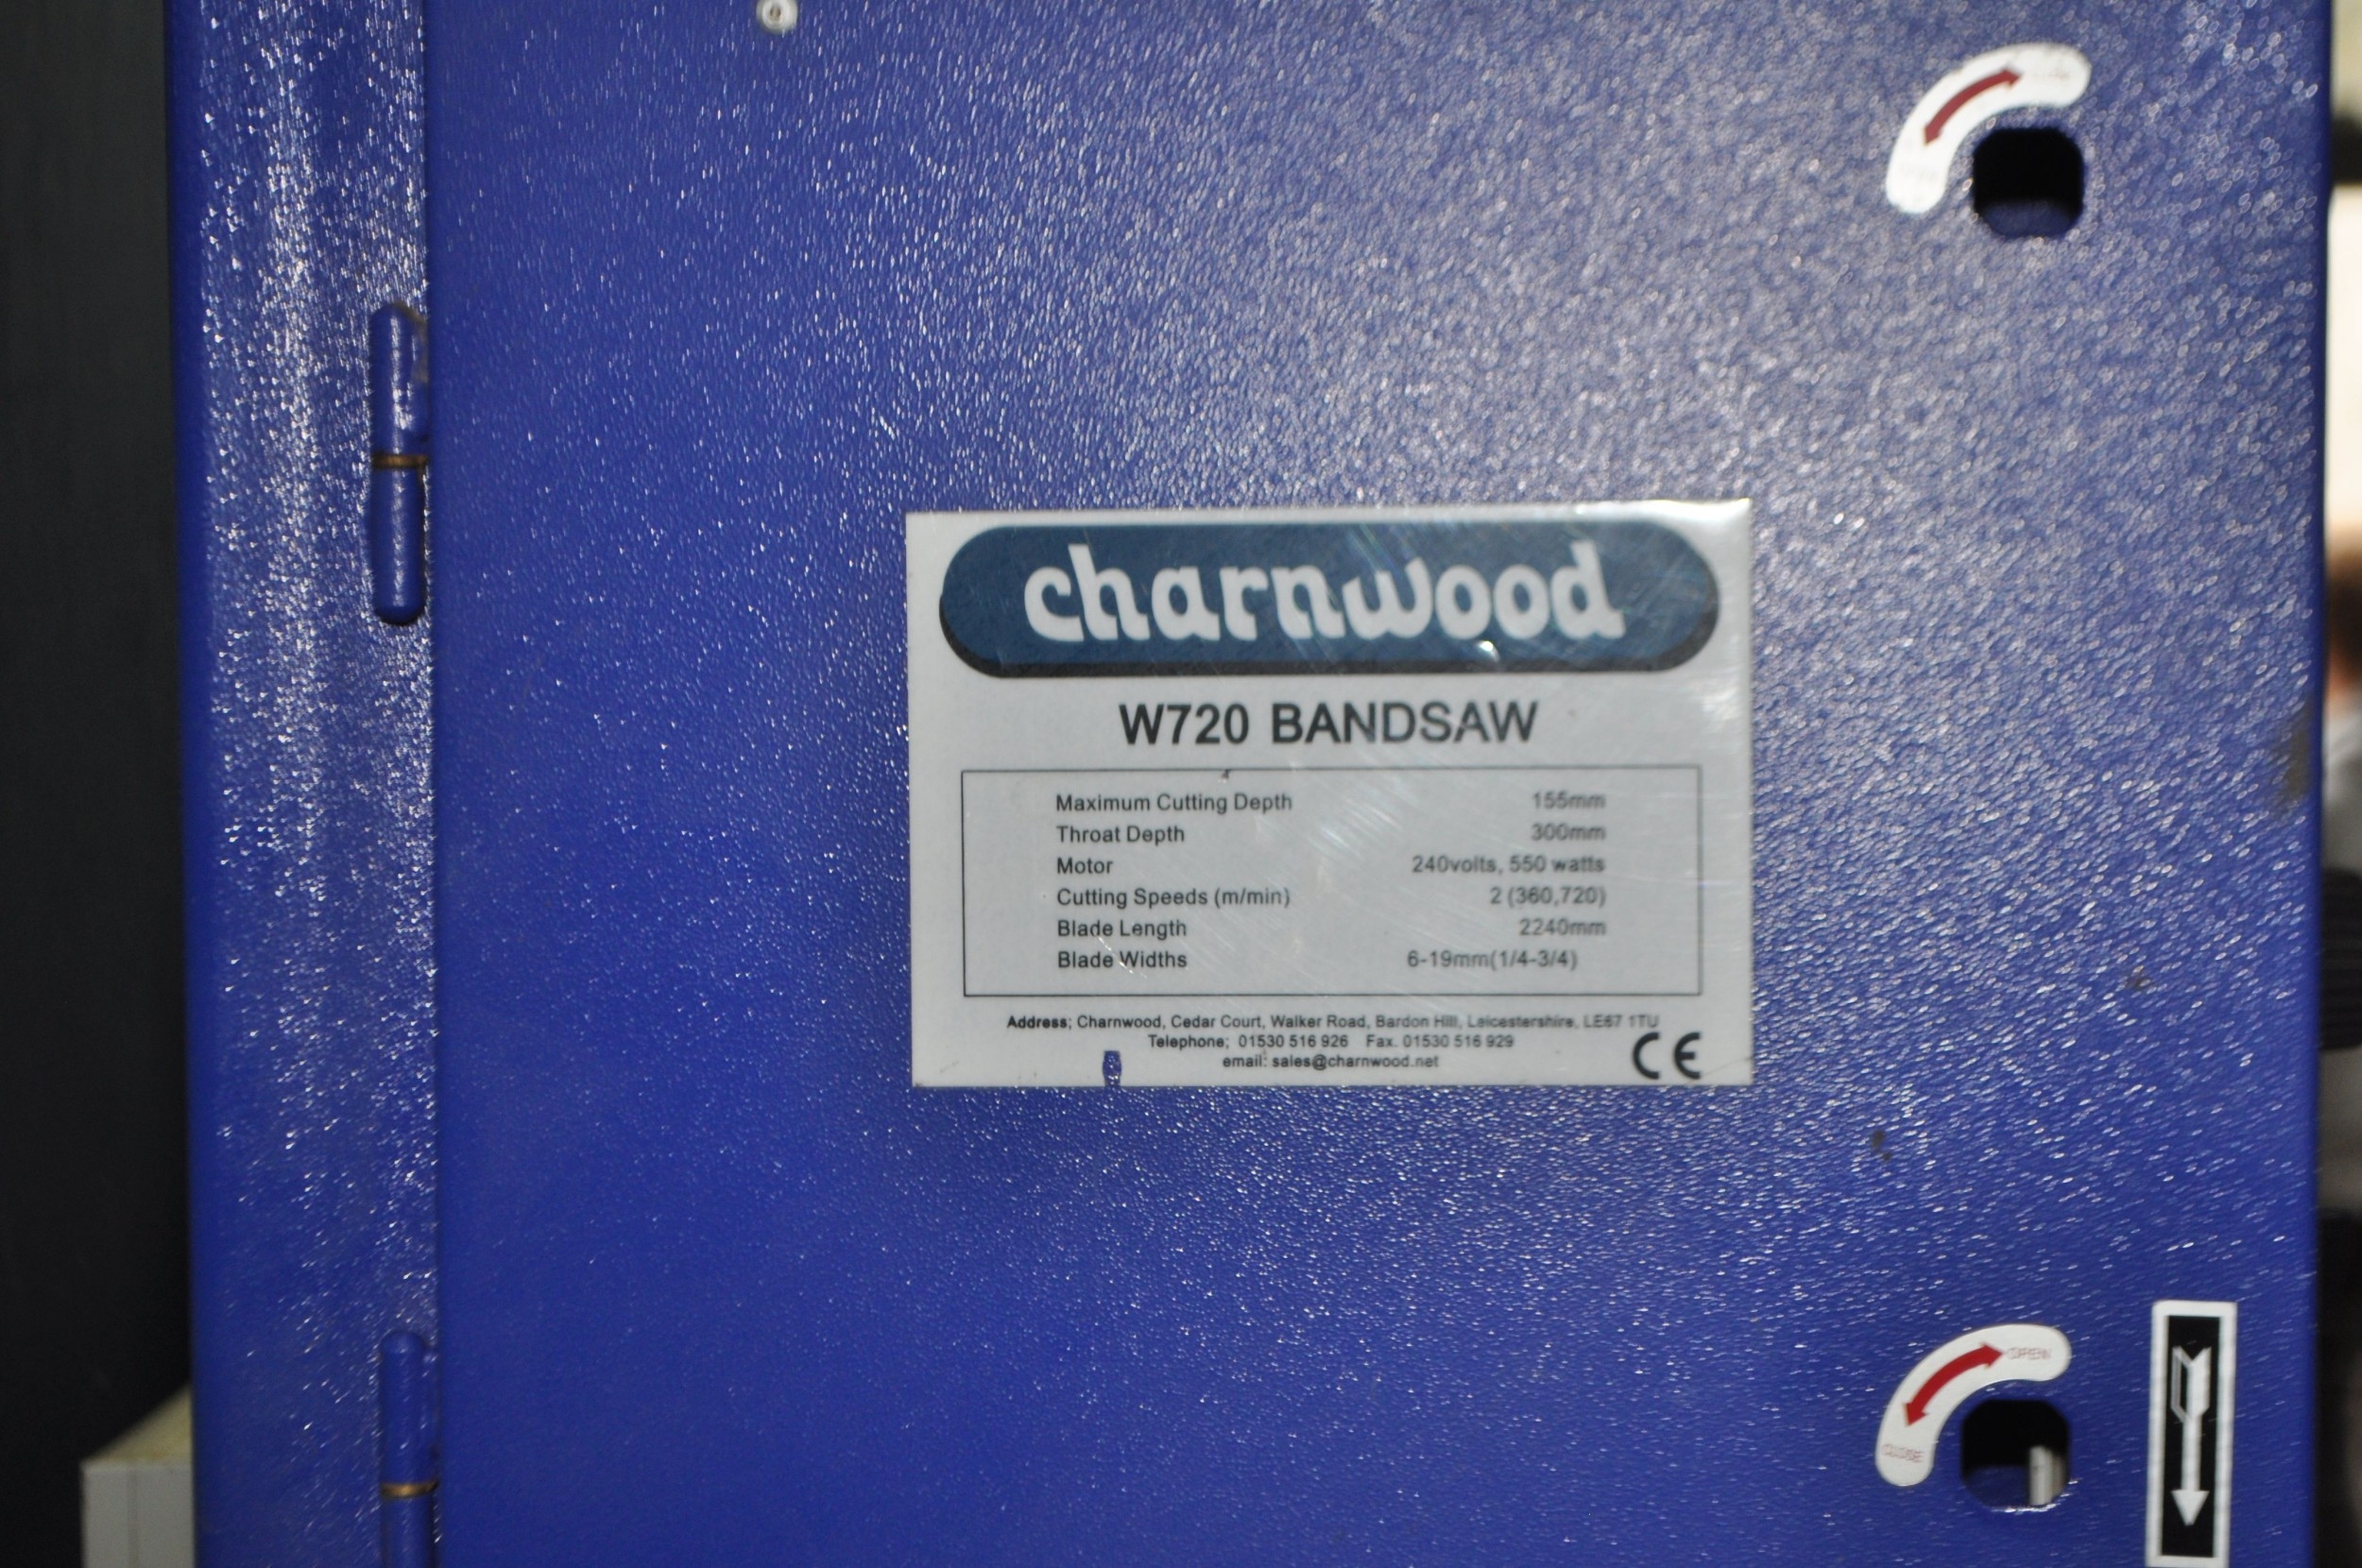 charnwood
W720 BANDSAW
Maximum Cutting Depth 155mm
Throat Depth 300mm
Motor 240volts, 550 watts
Cutting Speeds (m/min) 2 (360,720)
Blade Length 2240mm
Blade Widths 6-19mm(1/4-3/4)
Address; Charnwood, Cedar Court, Walker Road, Bardon Hill, Leicestershire, LE67 1TU
Telephone; 01530 516 926 Fax. 01530 516 929
email: sales@charnwood.net
CE
OPEN
CLOSE